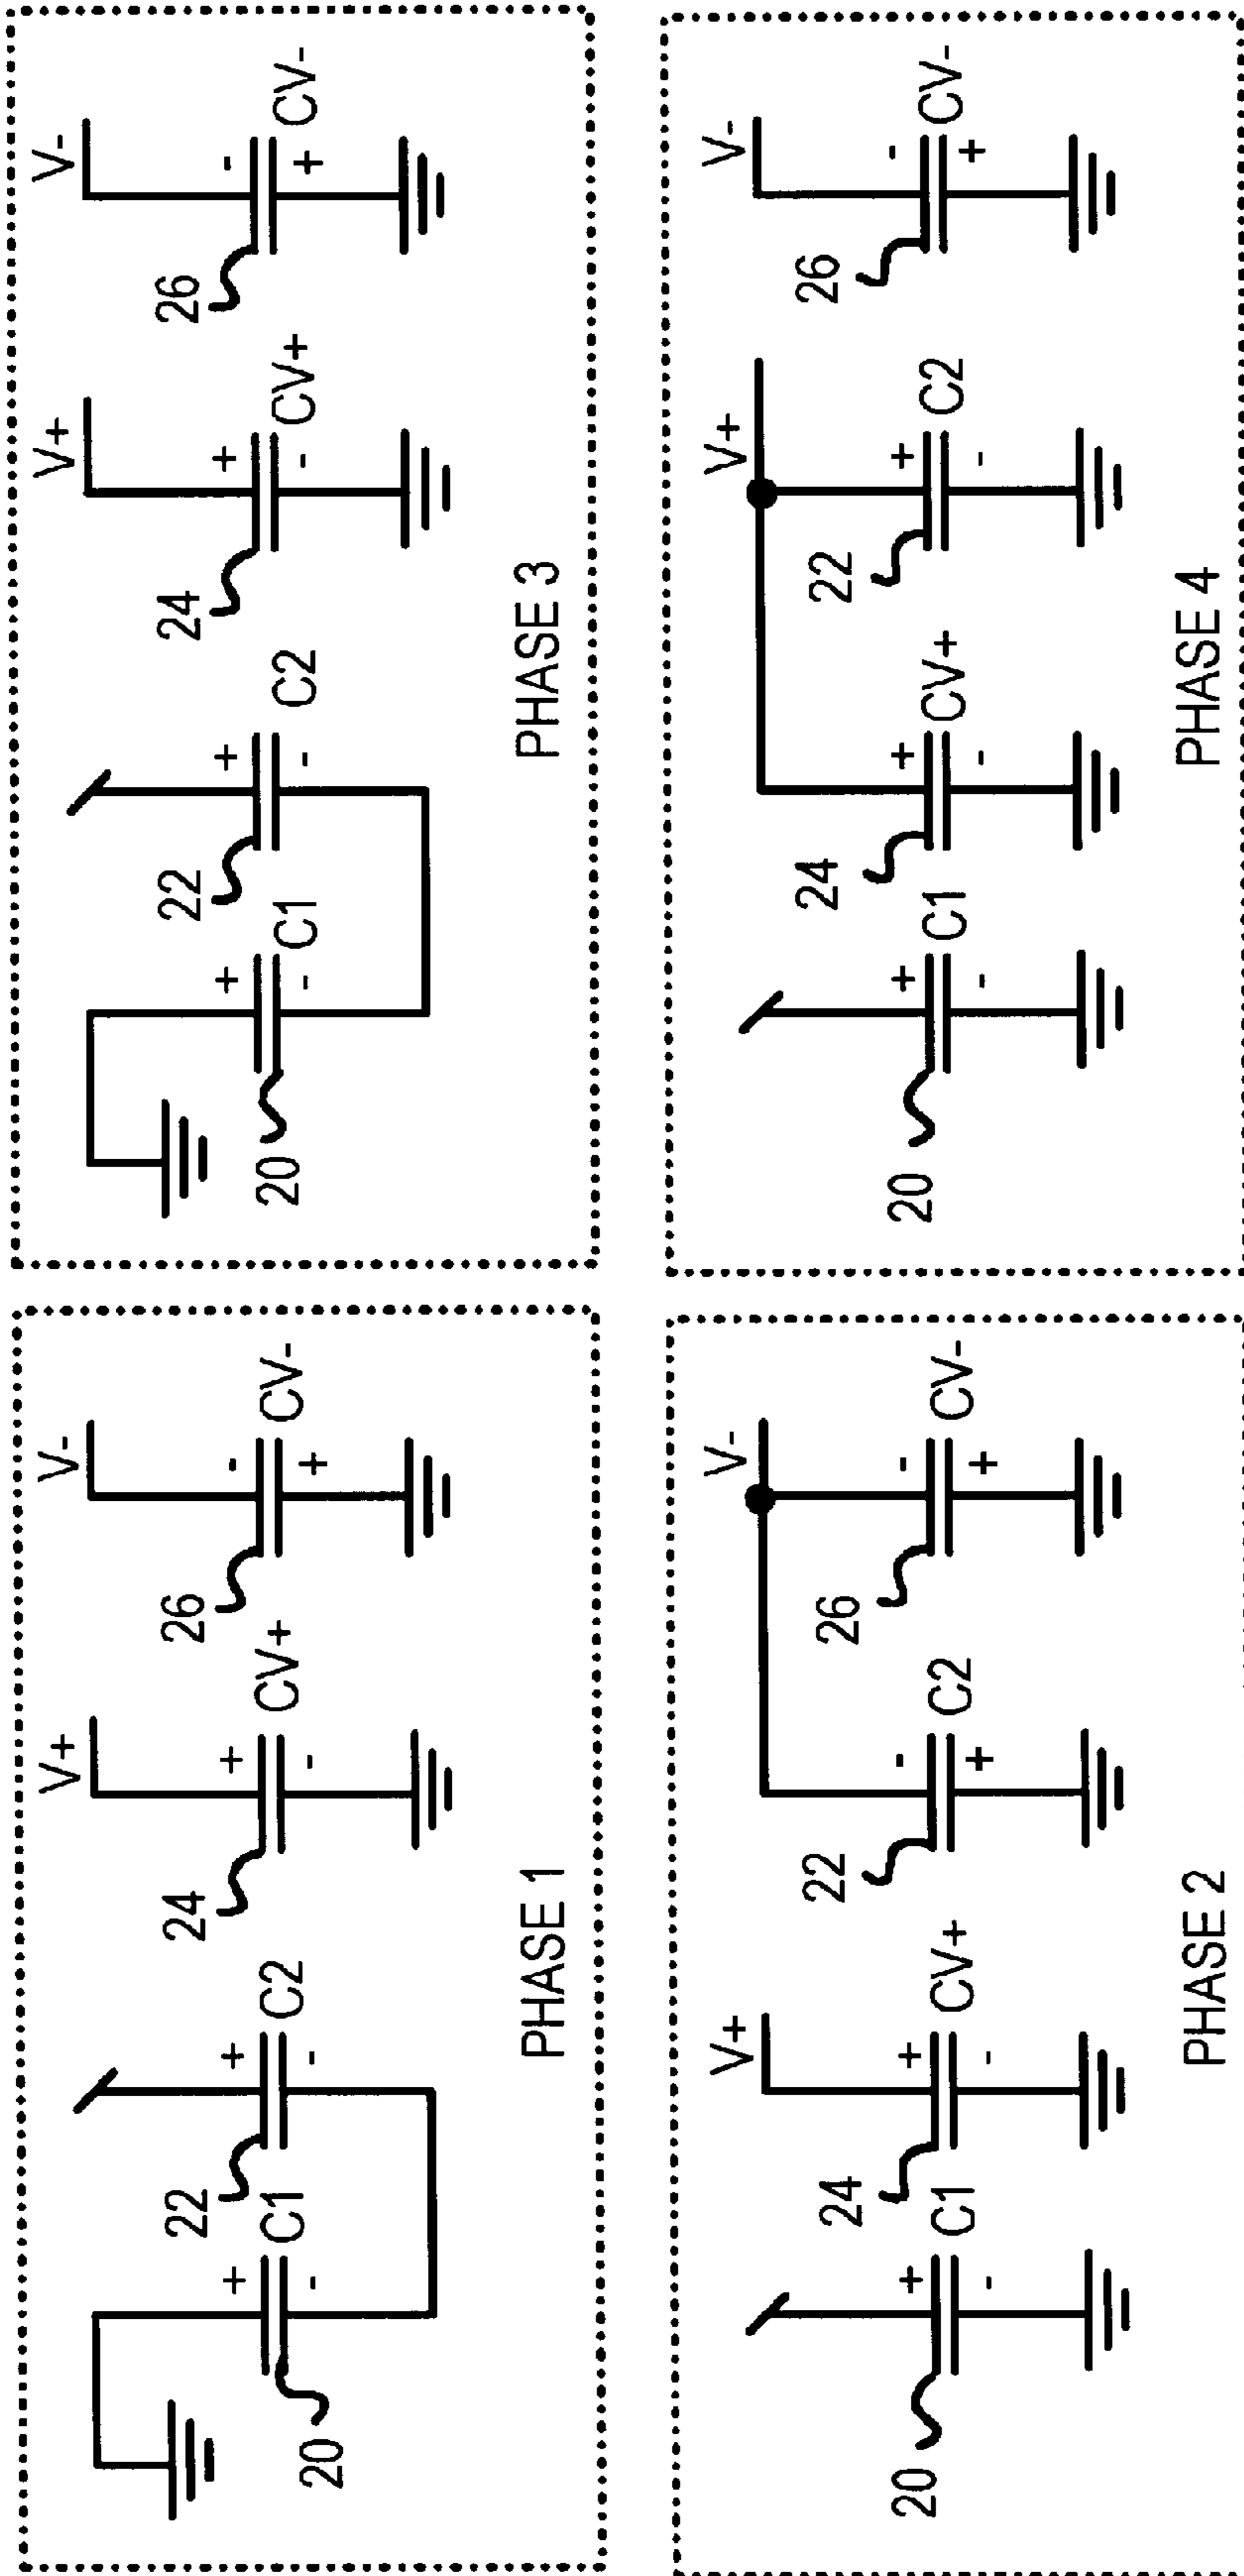 V+
V-
22
C1
+
-
20
+
-
C2
24
+
-
CV+
26
-
+
CV-
PHASE 1
V+
V-
20
+
-
C1
24
+
-
CV+
22
-
+
C2
26
-
+
CV-
PHASE 2
V+
V-
20
+
-
C1
22
+
-
C2
24
+
-
CV+
26
-
+
CV-
PHASE 3
V+
V-
20
+
-
C1
24
+
-
CV+
22
+
-
C2
26
-
+
CV-
PHASE 4